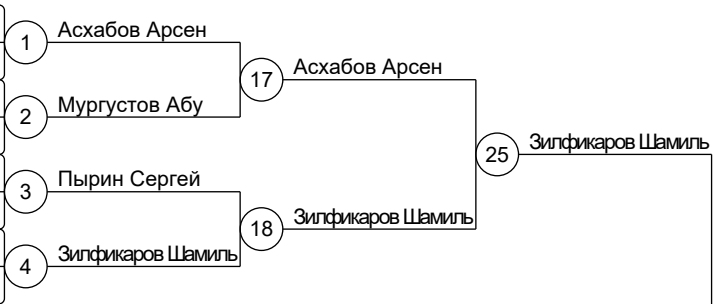 1
Асхабов Арсен
17
Асхабов Арсен
2
Мургустов Абу
25
Зилфикаров Шамиль
3
Пырин Сергей
18
Зилфикаров Шамиль
4
Зилфикаров Шамиль